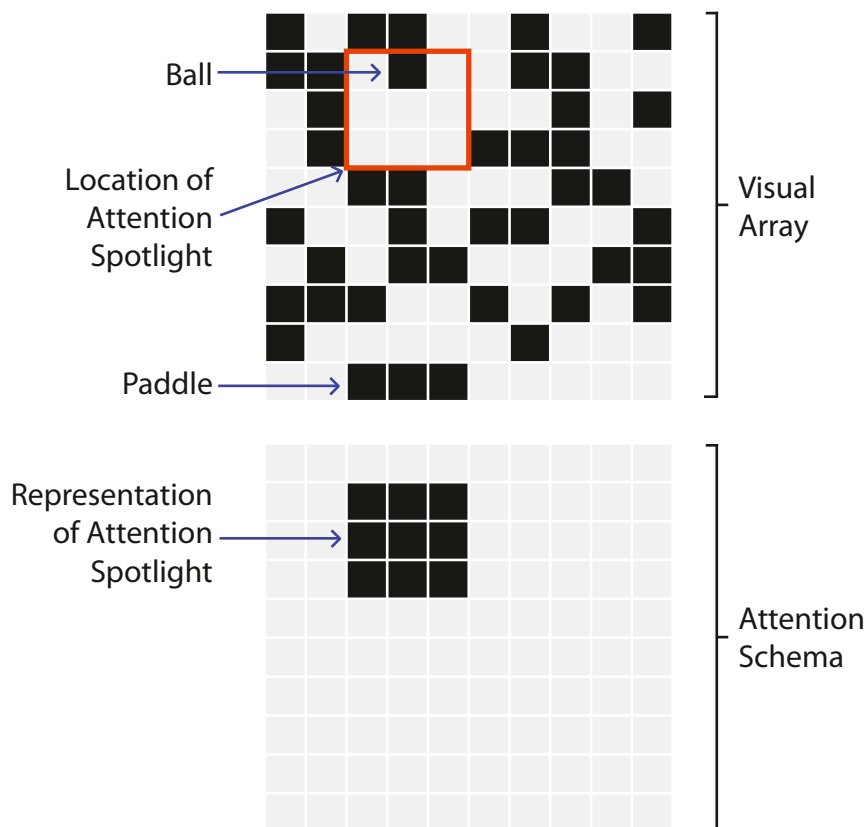 Ball
Location of
Attention
Spotlight
Visual
Array
Paddle
Representation
of Attention
Spotlight
Attention
Schema